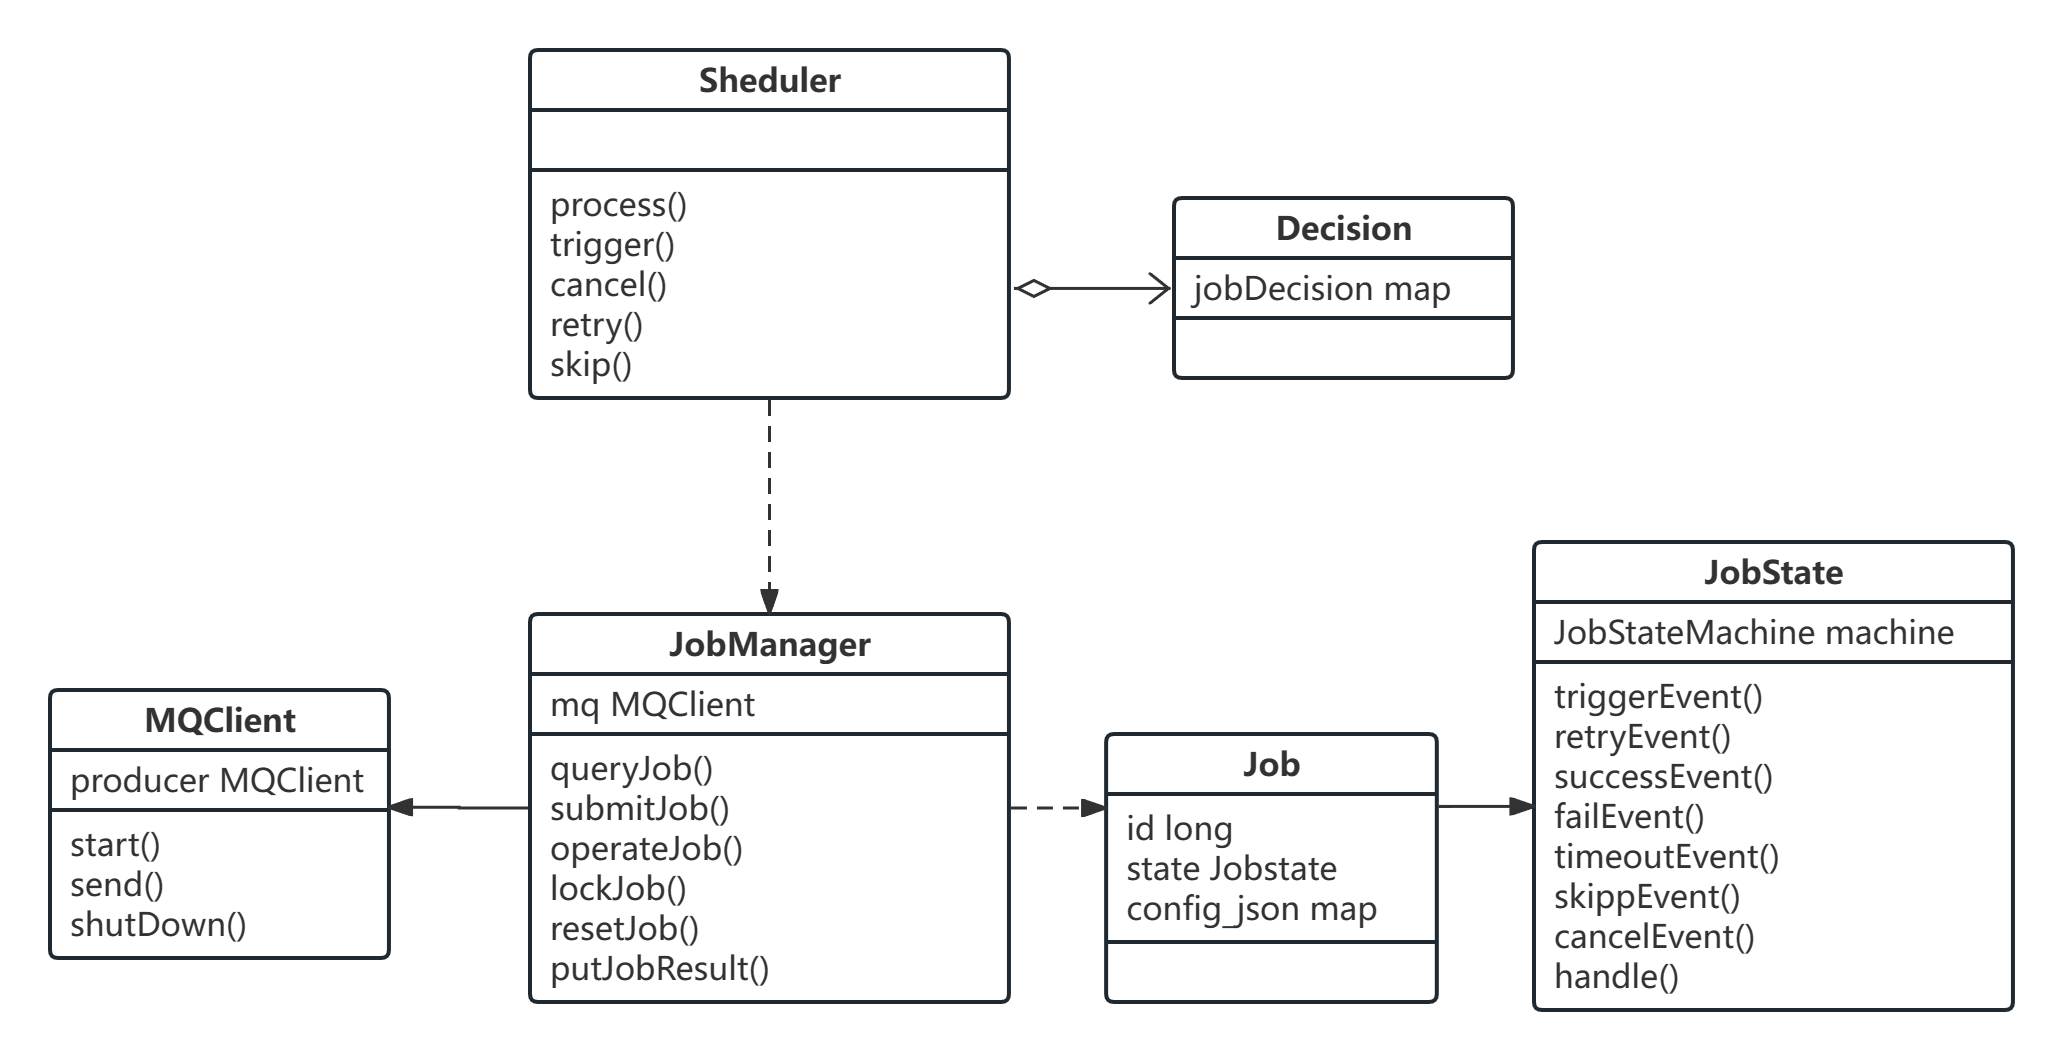 Sheduler
process()
trigger()
cancel()
retry()
skip()
Decision
jobDecision map
JobManager
mq MQClient
queryJob()
submitJob()
operateJob()
lockJob()
resetJob()
putJobResult()
MQClient
producer MQClient
start()
send()
shutDown()
Job
id long
state Jobstate
config_json map
JobState
JobStateMachine machine
triggerEvent()
retryEvent()
successEvent()
failEvent()
timeoutEvent()
skippEvent()
cancelEvent()
handle()